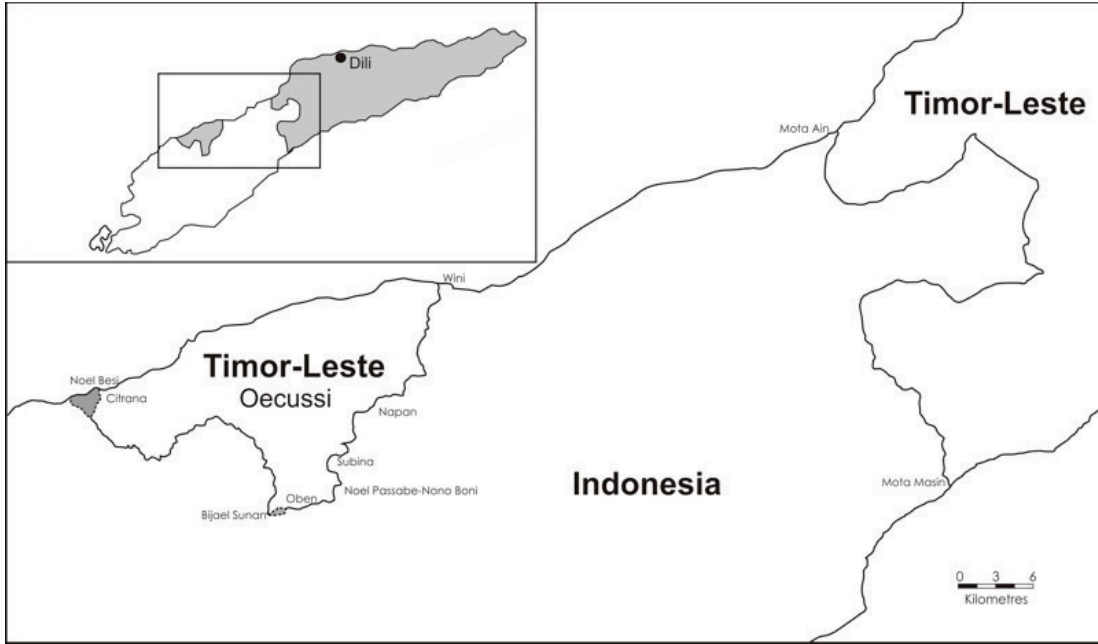 Dili
Timor-Leste
Mota Ain
Wini
Timor-Leste
Oecussi
Noel Besi
Citrana
Napan
Subina
Noel Passabe-Nono Boni
Oben
Bijael Sunan
Indonesia
Mota Masin
0 3 6
Kilometres